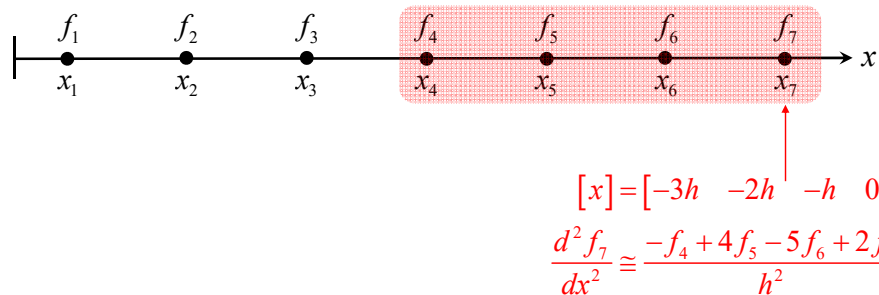 f₁ f₂ f₃ f₄ f₅ f₆ f₇
x
x₁ x₂ x₃ x₄ x₅ x₆ x₇
[x] = [−3h −2h −h 0
d²f₇/dx² ≅ (−f₄ + 4f₅ − 5f₆ + 2f)/h²